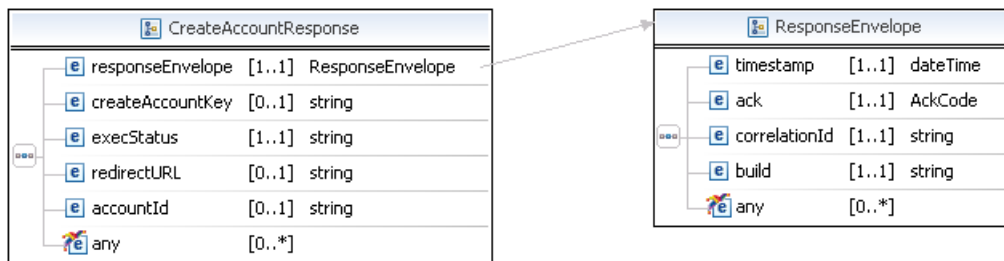 CreateAccountResponse
responseEnvelope [1..1] ResponseEnvelope
createAccountKey [0..1] string
execStatus [1..1] string
redirectURL [0..1] string
accountId [0..1] string
any [0..*]
ResponseEnvelope
timestamp [1..1] dateTime
ack [1..1] AckCode
correlationId [1..1] string
build [1..1] string
any [0..*]